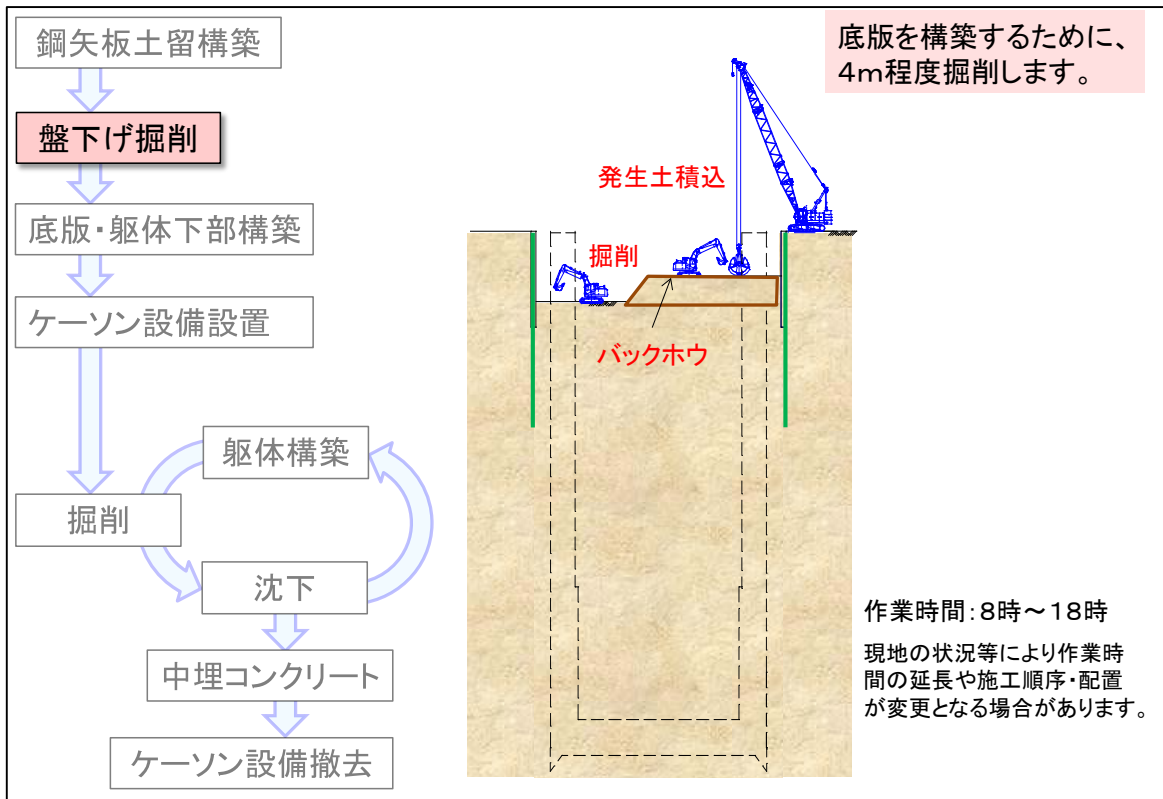 鋼矢板土留構築
盤下げ掘削
底版・躯体下部構築
ケーソン設備設置
躯体構築
掘削
沈下
中埋コンクリート
ケーソン設備撤去
底版を構築するために、
4m程度掘削します。
発生土積込
掘削
バックホウ
作業時間:8時～18時
現地の状況等により作業時
間の延長や施工順序・配置
が変更となる場合があります。